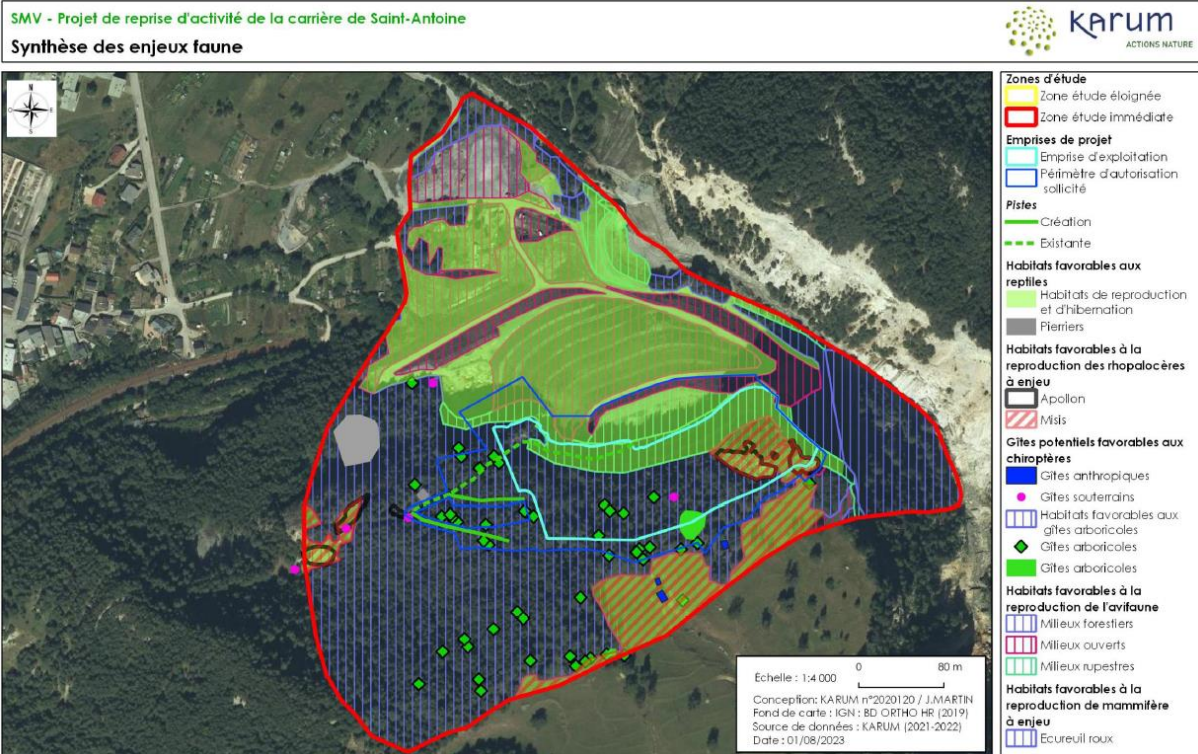 SMV - Projet de reprise d'activité de la carrière de Saint-Antoine
Synthèse des enjeux faune
KARUM
ACTIONS NATURE
N
O
E
S
Zones d'étude
Zone étude éloignée
Zone étude immédiate
Emprises de projet
Emprise d'exploitation
Périmètre d'autorisation
sollicité
Pistes
Création
Existante
Habitats favorables aux
reptiles
Habitats de reproduction
et d'hibernation
Pierriers
Habitats favorables à la
reproduction des rhopalocères
à enjeu
Apollon
Misis
Gîtes potentiels favorables aux
chiroptères
Gîtes anthropiques
Gîtes souterrains
Habitats favorables aux
gîtes arboricoles
Gîtes arboricoles
Gîtes arboricoles
Habitats favorables à la
reproduction de l'avifaune
Milieux forestiers
Milieux ouverts
Milieux rupestres
Habitats favorables à la
reproduction de mammifère
à enjeu
Ecureuil roux
Échelle : 1:4 000
0 80 m
Conception: KARUM n°2020120 / J.MARTIN
Fond de carte : IGN : BD ORTHO HR (2019)
Source de données : KARUM (2021-2022)
Date : 01/08/2023